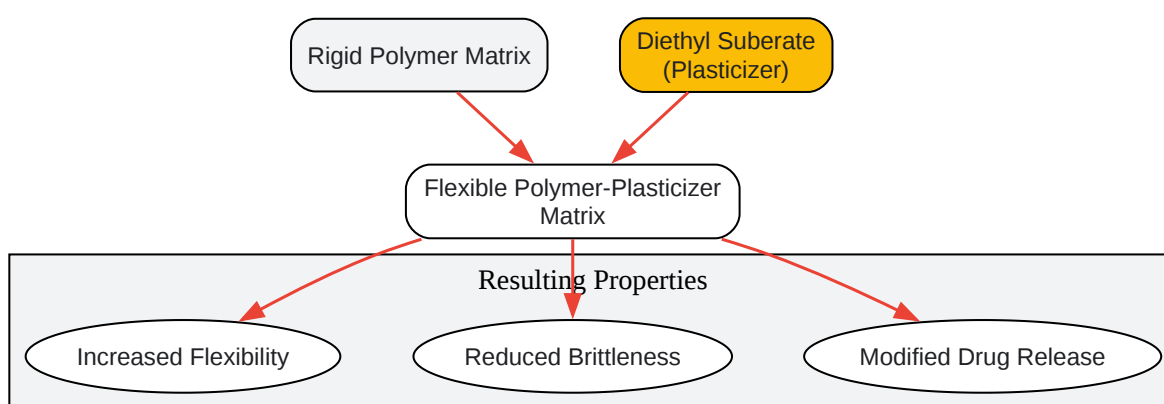 Rigid Polymer Matrix
Diethyl Suberate
(Plasticizer)
Flexible Polymer-Plasticizer
Matrix
Resulting Properties
Increased Flexibility
Reduced Brittleness
Modified Drug Release